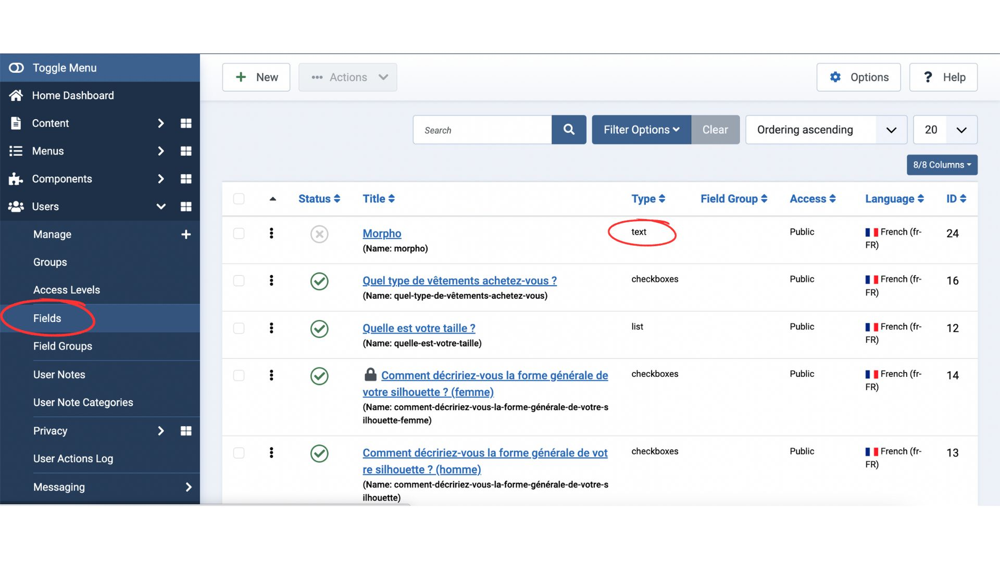 Toggle Menu
Home Dashboard
Content
Menus
Components
Users
Manage
Groups
Access Levels
Fields
Field Groups
User Notes
User Note Categories
Privacy
User Actions Log
Messaging
New
Actions
Options
Help
Search
Filter Options
Clear
Ordering ascending
20
8/8 Columns
Status Title Type Field Group Access Language ID
Morpho text Public French (fr-
(Name: morpho) FR) 24
Quel type de vêtements achetez-vous ? checkboxes Public French (fr-
(Name: quel-type-de-vêtements-achetez-vous) FR) 16
Quelle est votre taille ? list Public French (fr-
(Name: quelle-est-votre-taille) FR) 12
Comment décririez-vous la forme générale de checkboxes Public French (fr-
votre silhouette ? (femme) FR) 14
(Name: comment-décririez-vous-la-forme-générale-de-votre-s
ilhouette-femme)
Comment décririez-vous la forme générale de vot checkboxes Public French (fr-
re silhouette ? (homme) FR) 13
(Name: comment-décririez-vous-la-forme-générale-de-votre-s
ilhouette)